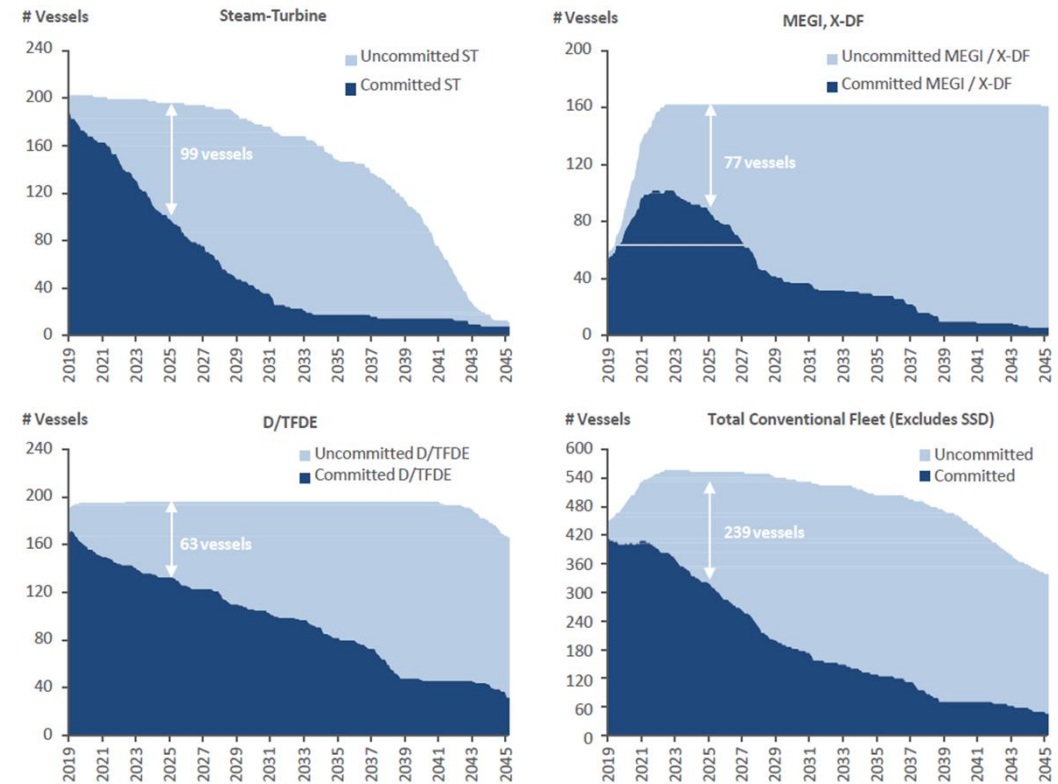 # Vessels
Steam-Turbine
Uncommitted ST
Committed ST
240
200
160
120
80
40
0
99 vessels
2019 2021 2023 2025 2027 2029 2031 2033 2035 2037 2039 2041 2043 2045
# Vessels
MEGI, X-DF
Uncommitted MEGI / X-DF
Committed MEGI / X-DF
200
160
120
80
40
0
77 vessels
2019 2021 2023 2025 2027 2029 2031 2033 2035 2037 2039 2041 2043 2045
# Vessels
D/TFDE
Uncommitted D/TFDE
Committed D/TFDE
240
200
160
120
80
40
0
63 vessels
2019 2021 2023 2025 2027 2029 2031 2033 2035 2037 2039 2041 2043 2045
# Vessels
Total Conventional Fleet (Excludes SSD)
Uncommitted
Committed
600
540
480
420
360
300
240
180
120
60
0
239 vessels
2019 2021 2023 2025 2027 2029 2031 2033 2035 2037 2039 2041 2043 2045